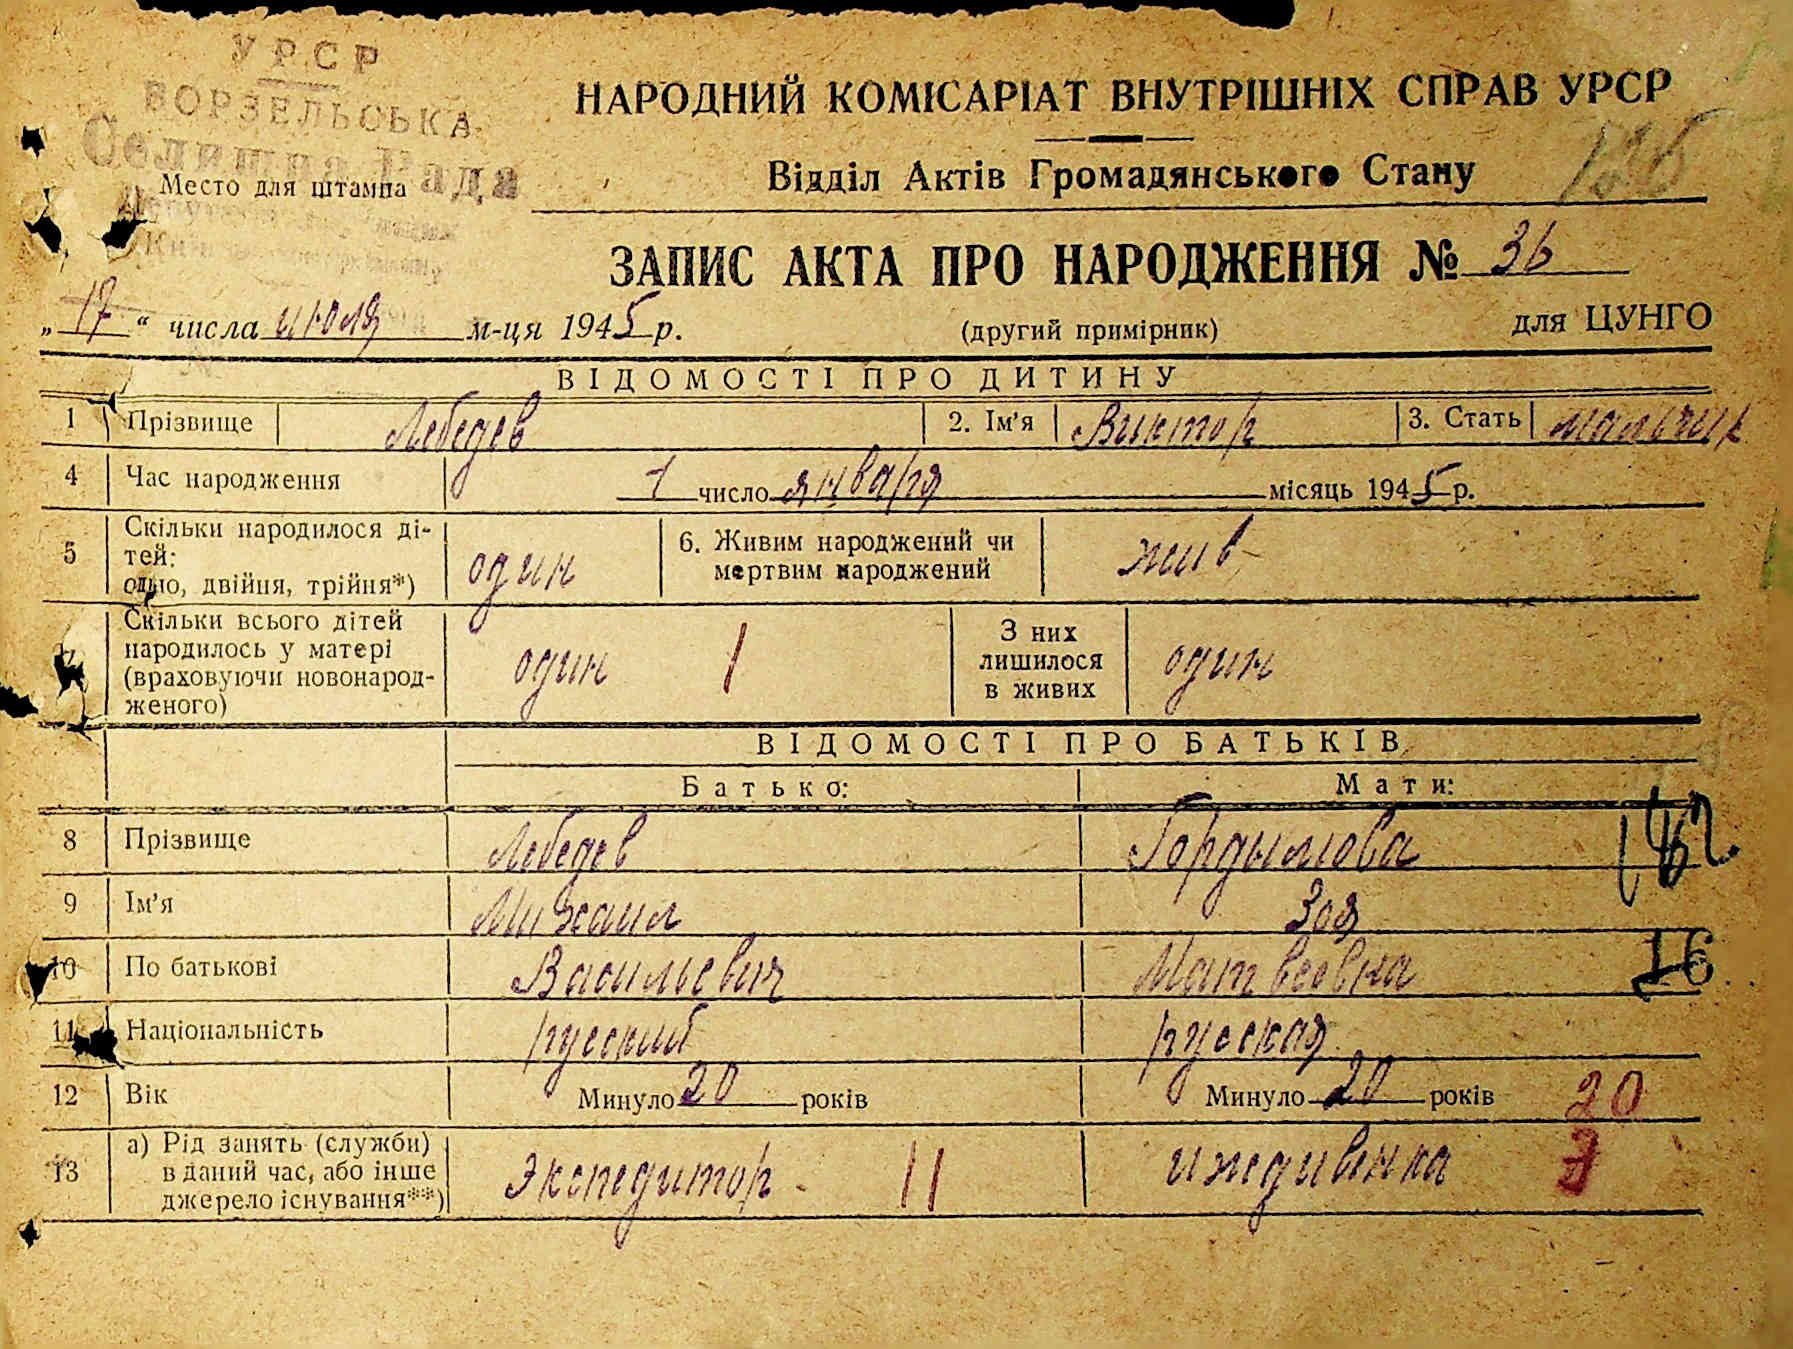 УРСР
ВОРЗЕЛЬСЬКА
Селищна Рада
Место для штампа
НАРОДНИЙ КОМІСАРІАТ ВНУТРІШНІХ СПРАВ УРСР
Відділ Актів Громадянського Стану
ЗАПИС АКТА ПРО НАРОДЖЕННЯ № 36
„17“ числа июля м-ця 1945 р. (другий примірник) для ЦУНГО
ВІДОМОСТІ ПРО ДИТИНУ
1 Прізвище Лебедев 2. Ім'я Виктор 3. Стать мальчик
4 Час народження 1 число января місяць 1945 р.
5 Скільки народилося ді-
тей:
одно, двійня, трійня*) один 6. Живим народжений чи
мертвим народжений жив
7 Скільки всього дітей
народилось у матері
(враховуючи новонарод-
женого) один 1 З них
лишилося
в живих один
ВІДОМОСТІ ПРО БАТЬКІВ
Батько: Мати:
8 Прізвище Лебедев Гордымова
9 Ім'я Михаил Зоя
10 По батькові Васильевич Матвеевна 16
11 Національність русский русская
12 Вік Минуло 20 років Минуло 20 років 20
13 а) Рід занять (служби)
в даний час, або інше
джерело існування**) Экспедитор 11 иждивенка